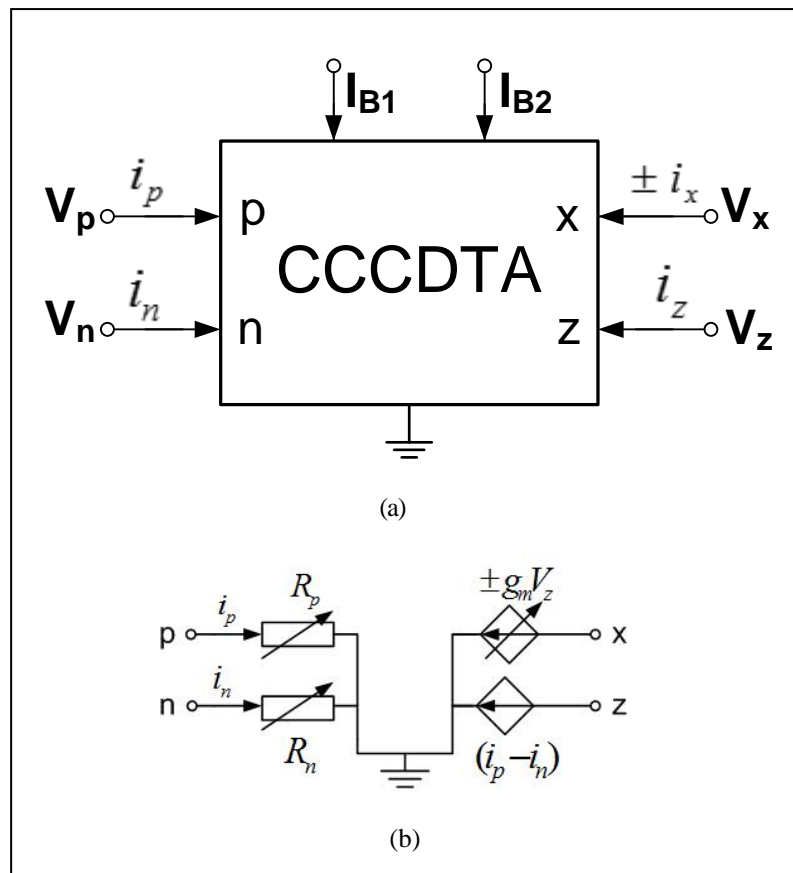 I_B1 I_B2
V_p i_p p x ± i_x V_x
CCCDTA
V_n i_n n z i_z V_z
(a)
R_p ±g_mV_z
p i_p x
n i_n z
R_n (i_p−i_n)
(b)